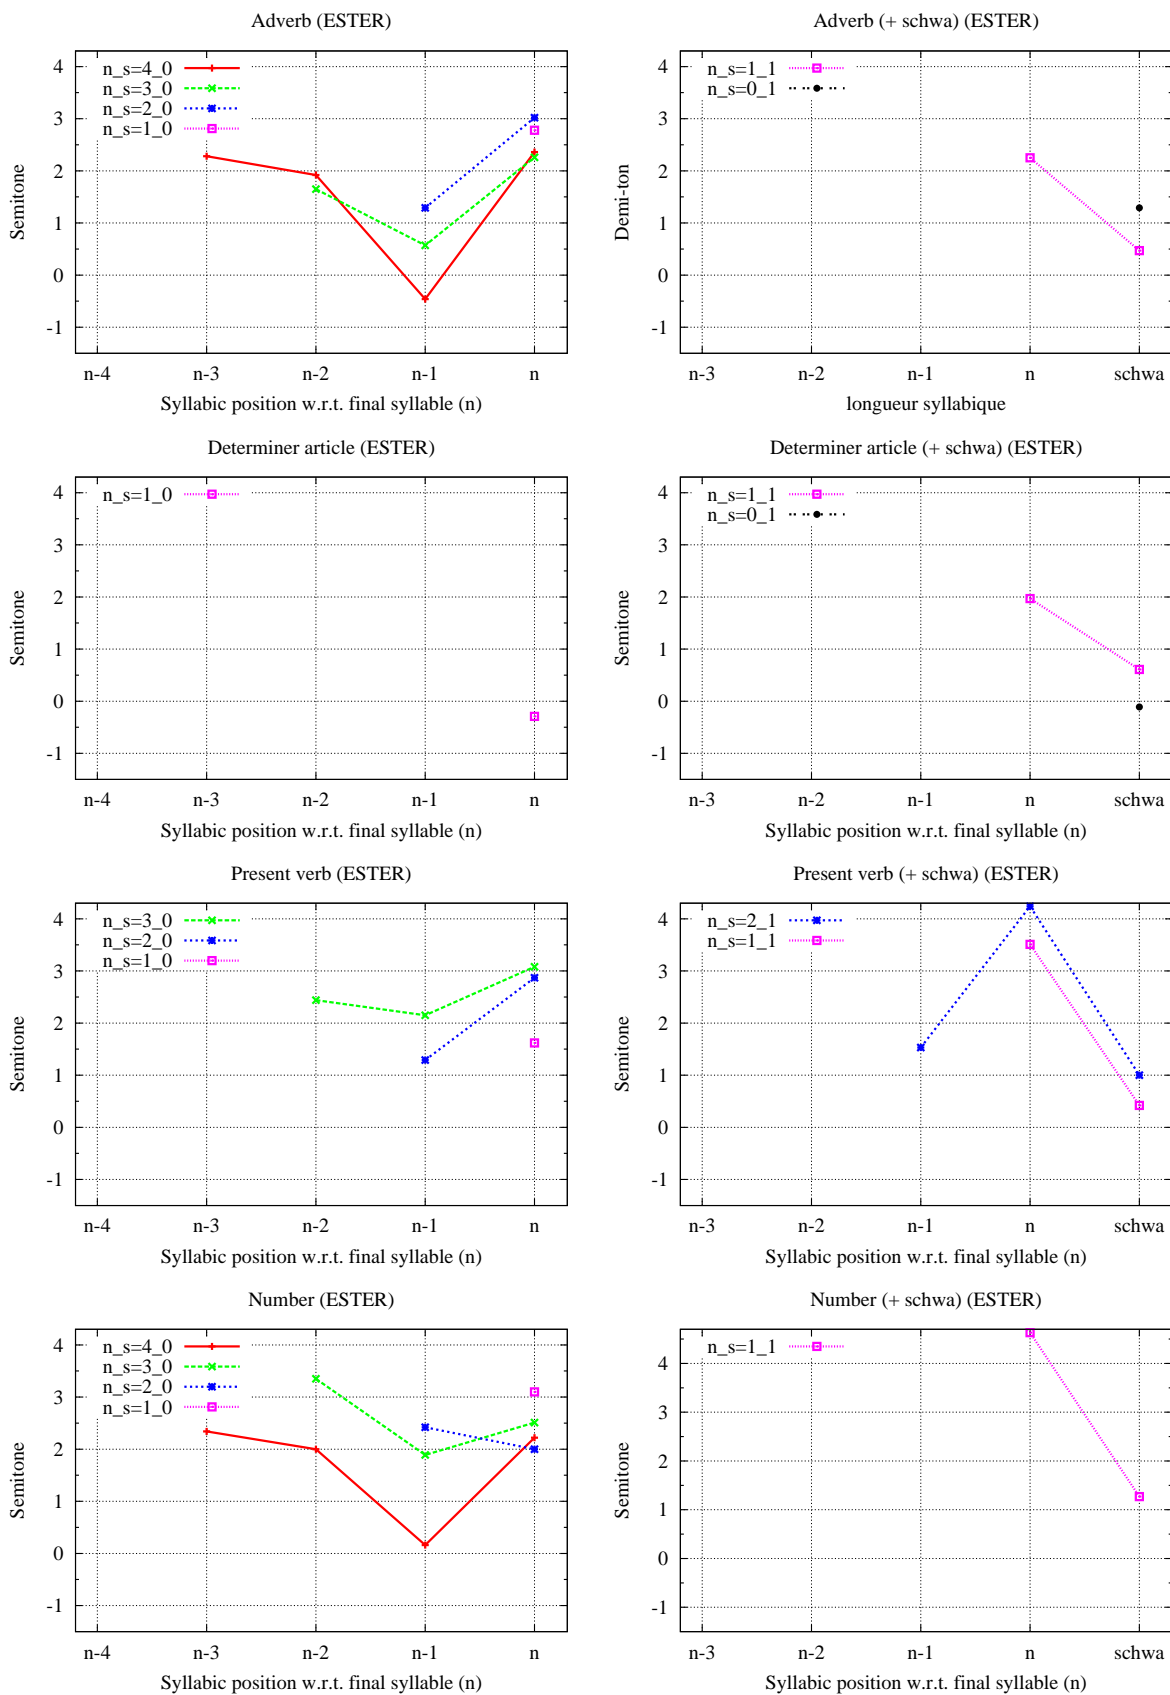 Adverb (ESTER)
n_s=4_0
n_s=3_0
n_s=2_0
n_s=1_0
4
3
2
1
0
-1
Semitone
n-4 n-3 n-2 n-1 n
Syllabic position w.r.t. final syllable (n)
Adverb (+ schwa) (ESTER)
n_s=1_1
n_s=0_1
4
3
2
1
0
-1
Demi-ton
n-3 n-2 n-1 n schwa
longueur syllabique
Determiner article (ESTER)
n_s=1_0
4
3
2
1
0
-1
Semitone
n-4 n-3 n-2 n-1 n
Syllabic position w.r.t. final syllable (n)
Determiner article (+ schwa) (ESTER)
n_s=1_1
n_s=0_1
4
3
2
1
0
-1
Semitone
n-3 n-2 n-1 n schwa
Syllabic position w.r.t. final syllable (n)
Present verb (ESTER)
n_s=3_0
n_s=2_0
n_s=1_0
4
3
2
1
0
-1
Semitone
n-4 n-3 n-2 n-1 n
Syllabic position w.r.t. final syllable (n)
Present verb (+ schwa) (ESTER)
n_s=2_1
n_s=1_1
4
3
2
1
0
-1
Semitone
n-3 n-2 n-1 n schwa
Syllabic position w.r.t. final syllable (n)
Number (ESTER)
n_s=4_0
n_s=3_0
n_s=2_0
n_s=1_0
4
3
2
1
0
-1
Semitone
n-4 n-3 n-2 n-1 n
Syllabic position w.r.t. final syllable (n)
Number (+ schwa) (ESTER)
n_s=1_1
4
3
2
1
0
-1
Semitone
n-3 n-2 n-1 n schwa
Syllabic position w.r.t. final syllable (n)